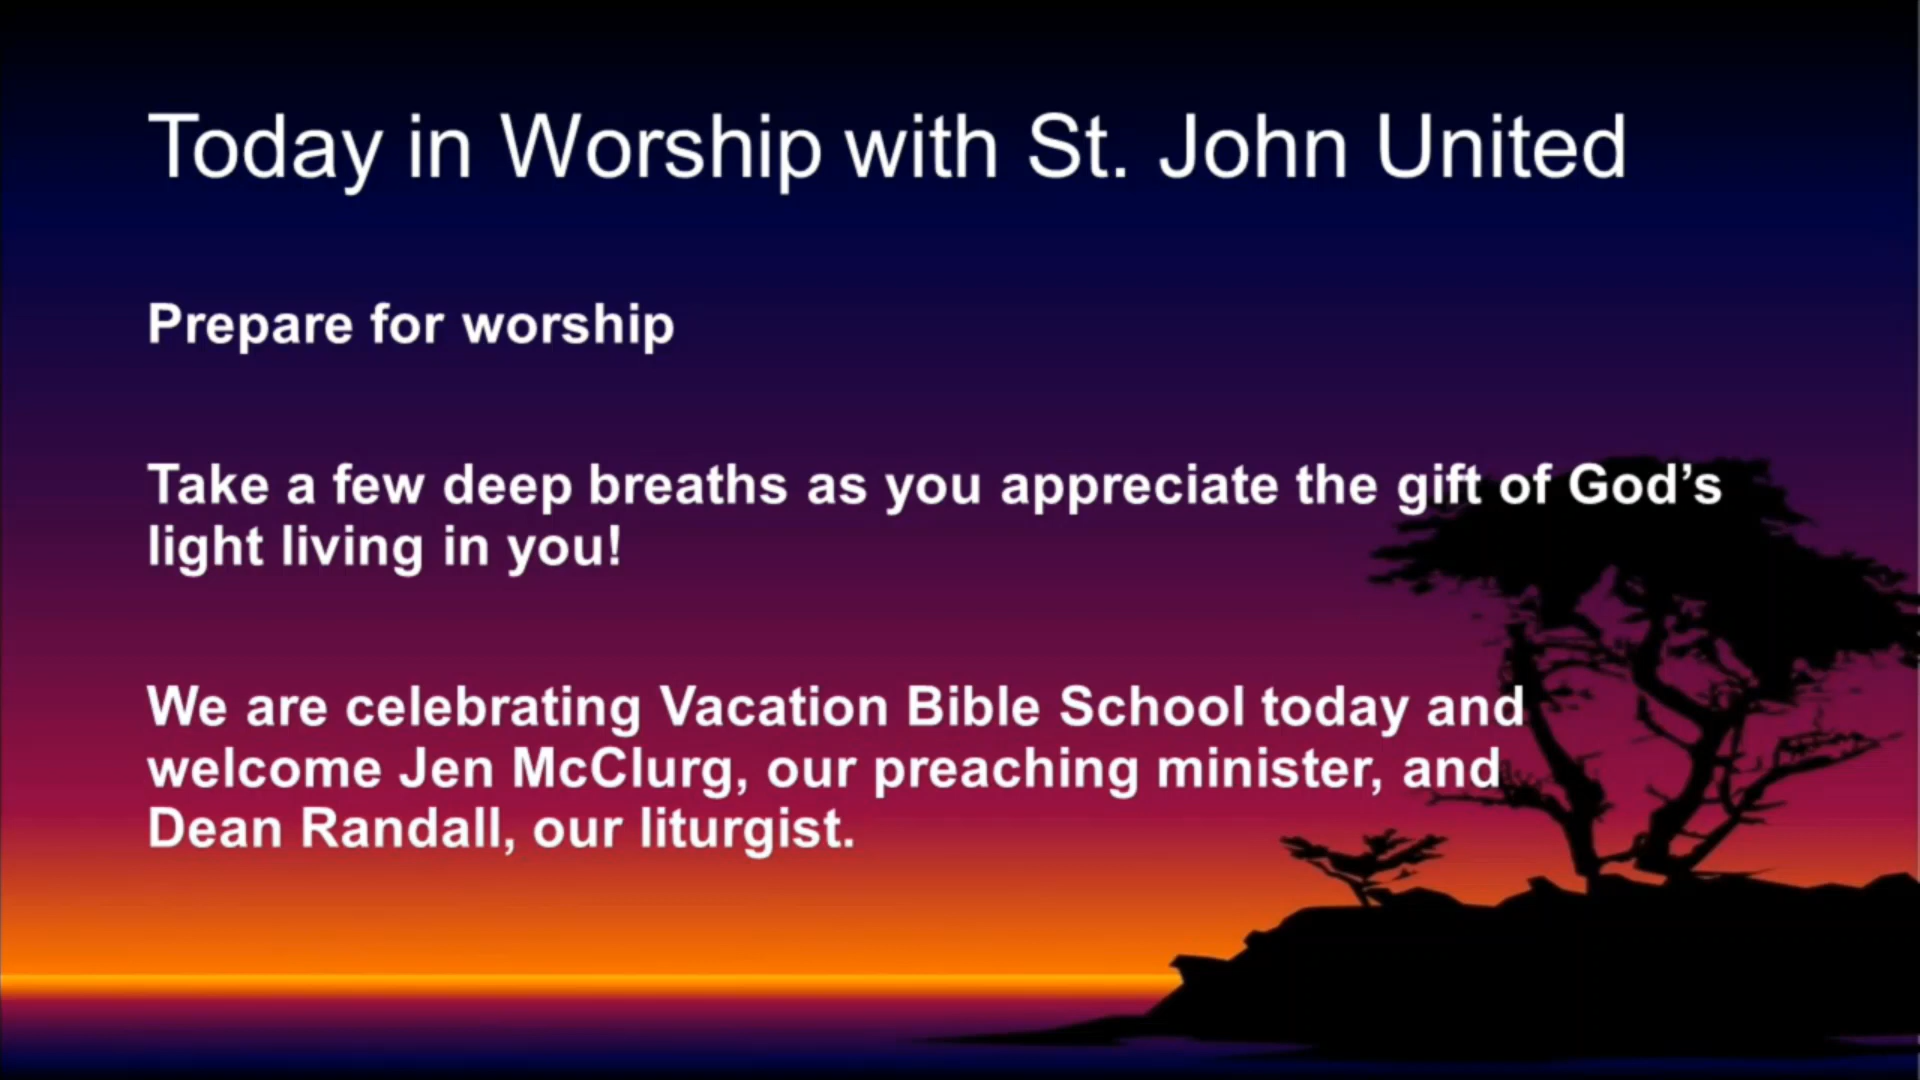 Today in Worship with St. John United
Prepare for worship
Take a few deep breaths as you appreciate the gift of God’s
light living in you!
We are celebrating Vacation Bible School today and
welcome Jen McClurg, our preaching minister, and
Dean Randall, our liturgist.